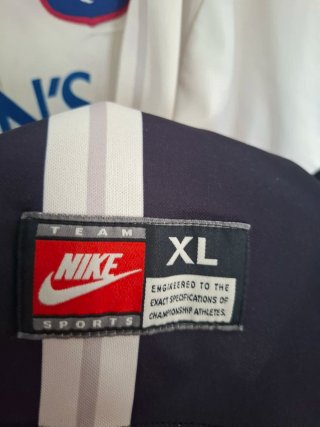 N'S
TEAM
NIKE
SPORTS
XL
ENGINEERED TO THE
EXACT SPECIFICATIONS OF
CHAMPIONSHIP ATHLETES.